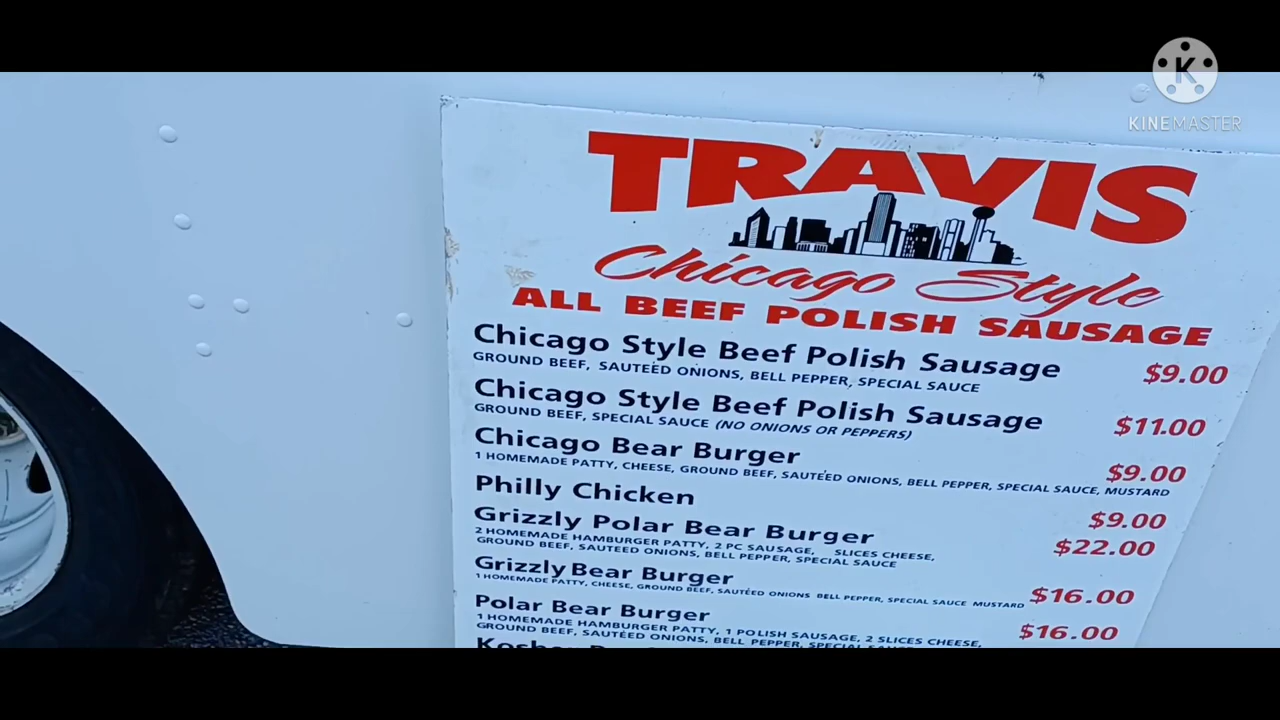 K
KINEMASTER
TRAVIS
Chicago Style
ALL BEEF POLISH SAUSAGE
Chicago Style Beef Polish Sausage $9.00
GROUND BEEF, SAUTEÉD ONIONS, BELL PEPPER, SPECIAL SAUCE
Chicago Style Beef Polish Sausage $11.00
GROUND BEEF, SPECIAL SAUCE (NO ONIONS OR PEPPERS)
Chicago Bear Burger $9.00
1 HOMEMADE PATTY, CHEESE, GROUND BEEF, SAUTÉED ONIONS, BELL PEPPER, SPECIAL SAUCE, MUSTARD
Philly Chicken $9.00
Grizzly Polar Bear Burger $22.00
2 HOMEMADE HAMBURGER PATTY, 2 PC SAUSAGE, SLICES CHEESE,
GROUND BEEF, SAUTEED ONIONS, BELL PEPPER, SPECIAL SAUCE
Grizzly Bear Burger $16.00
1 HOMEMADE PATTY, CHEESE, GROUND BEEF, SAUTÉED ONIONS BELL PEPPER, SPECIAL SAUCE MUSTARD
Polar Bear Burger $16.00
1 HOMEMADE HAMBURGER PATTY, 1 POLISH SAUSAGE, 2 SLICES CHEESE,
GROUND BEEF, SAUTÉED ONIONS, BELL PEPPER, SPECIAL SAUCE